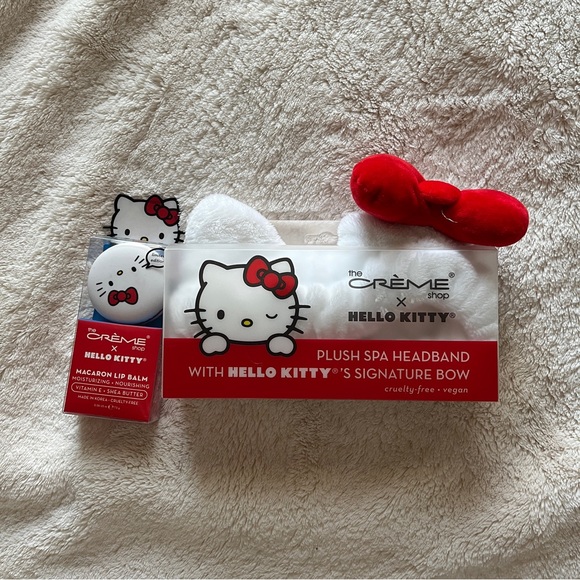 the
CRÈME®
shop
x
HELLO KITTY®
MACARON LIP BALM
MOISTURIZING • NOURISHING
VITAMIN E • SHEA BUTTER
MADE IN KOREA • CRUELTY-FREE
the
CRÈME®
shop
x
HELLO KITTY®
PLUSH SPA HEADBAND
WITH HELLO KITTY®'S SIGNATURE BOW
cruelty-free • vegan